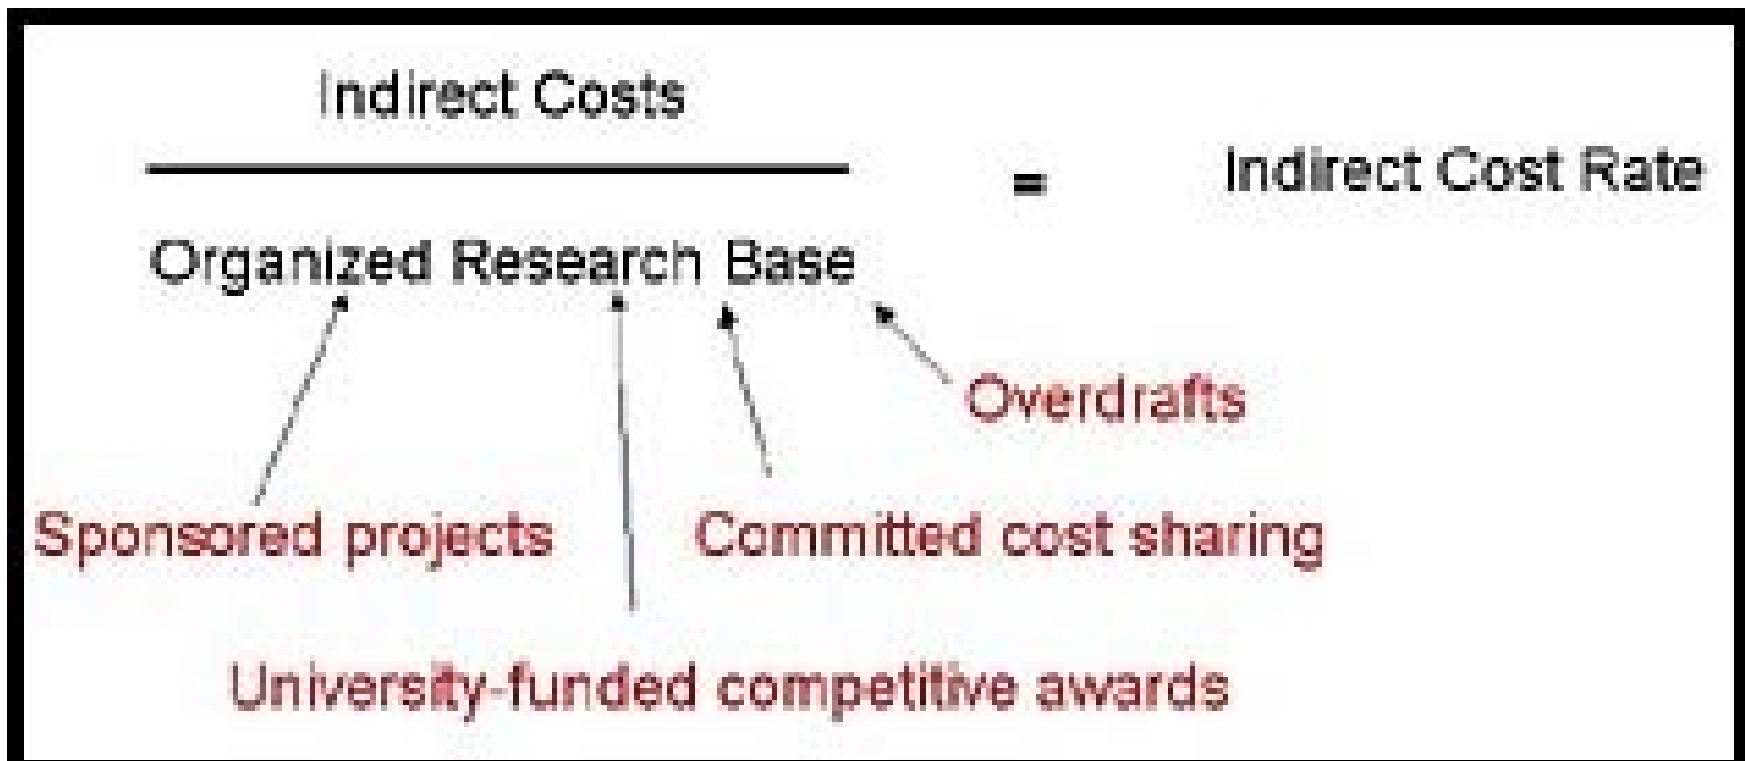 Indirect Costs
= Indirect Cost Rate
Organized Research Base
Overdrafts
Sponsored projects
Committed cost sharing
University-funded competitive awards